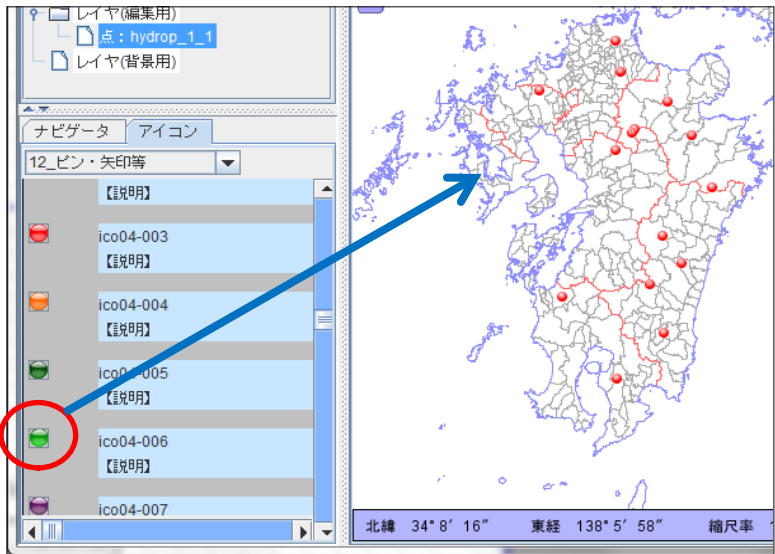 レイヤ(編集用)
点：hydrop_1_1
レイヤ(背景用)
ナビゲータ アイコン
12_ピン・矢印等
【説明】
ico04-003
【説明】
ico04-004
【説明】
ico04-005
【説明】
ico04-006
【説明】
ico04-007
北緯 34°8′16″ 東経 138°5′58″ 縮尺率